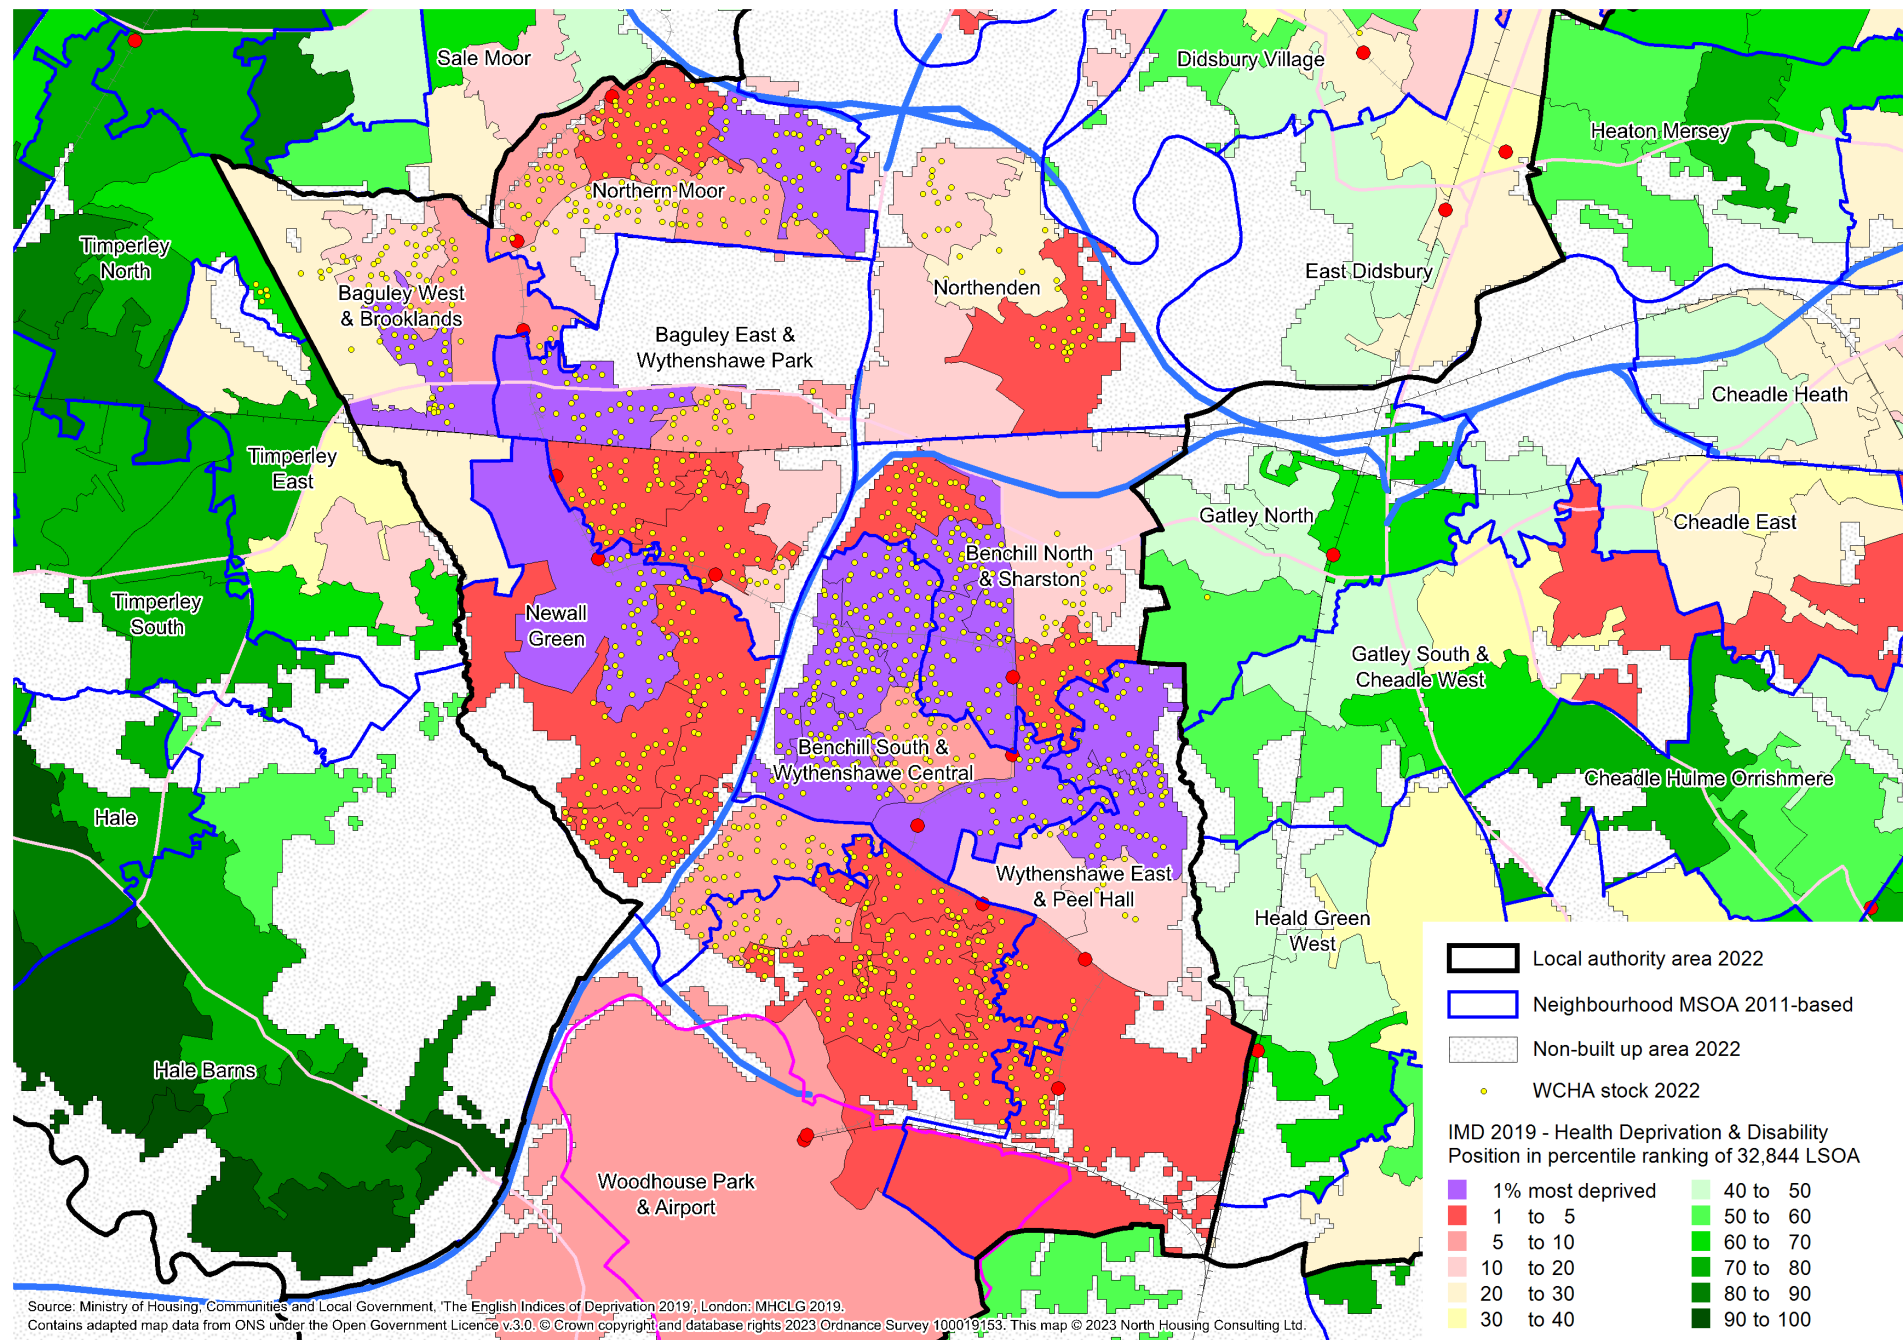 Sale Moor
Didsbury Village
Heaton Mersey
Northern Moor
Timperley
North
Baguley West
& Brooklands
Northenden
East Didsbury
Baguley East &
Wythenshawe Park
Cheadle Heath
Timperley
East
Gatley North
Cheadle East
Benchill North
& Sharston
Timperley
South
Newall
Green
Gatley South &
Cheadle West
Benchill South &
Wythenshawe Central
Cheadle Hulme Orrishmere
Hale
Wythenshawe East
& Peel Hall
Heald Green
West
Hale Barns
Woodhouse Park
& Airport
Local authority area 2022
Neighbourhood MSOA 2011-based
Non-built up area 2022
WCHA stock 2022
IMD 2019 - Health Deprivation & Disability
Position in percentile ranking of 32,844 LSOA
1% most deprived
1 to 5
5 to 10
10 to 20
20 to 30
30 to 40
40 to 50
50 to 60
60 to 70
70 to 80
80 to 90
90 to 100
Source: Ministry of Housing, Communities and Local Government, 'The English Indices of Deprivation 2019', London: MHCLG 2019.
Contains adapted map data from ONS under the Open Government Licence v.3.0. © Crown copyright and database rights 2023 Ordnance Survey 100019153. This map © 2023 North Housing Consulting Ltd.